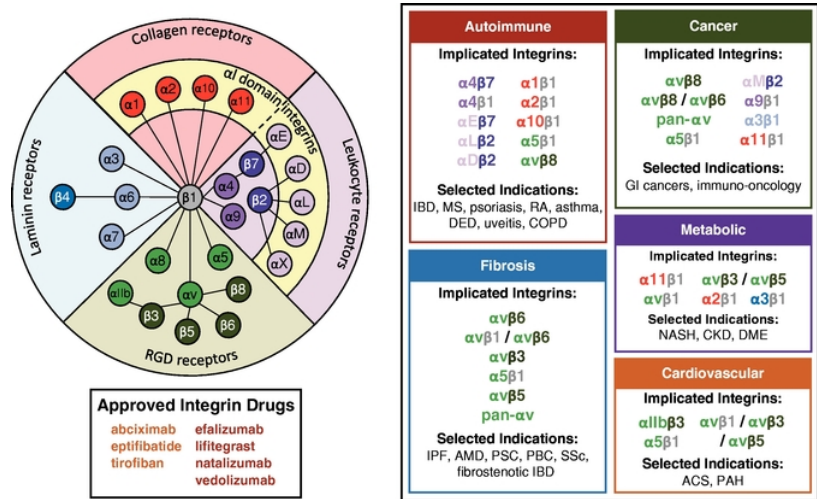 Collagen receptors
αI domain integrins
α1
α2
α10
α11
Leukocyte receptors
αE
β7
αD
α4
β2
αL
α9
αM
αX
Laminin receptors
α3
β4
α6
β1
α7
α8
α5
αIIb
αv
β8
β3
β5
β6
RGD receptors
Approved Integrin Drugs
abciximab
eptifibatide
tirofiban
efalizumab
lifitegrast
natalizumab
vedolizumab
Autoimmune
Implicated Integrins:
α4β7 α1β1
α4β1 α2β1
αEβ7 α10β1
αLβ2 α5β1
αDβ2 αvβ8
Selected Indications:
IBD, MS, psoriasis, RA, asthma,
DED, uveitis, COPD
Fibrosis
Implicated Integrins:
αvβ6
αvβ1 / αvβ6
αvβ3
α5β1
αvβ5
pan-αv
Selected Indications:
IPF, AMD, PSC, PBC, SSc,
fibrostenotic IBD
Cancer
Implicated Integrins:
αvβ8 αMβ2
αvβ8 / αvβ6 α9β1
pan-αv α3β1
α5β1 α11β1
Selected Indications:
GI cancers, immuno-oncology
Metabolic
Implicated Integrins:
α11β1 αvβ3 / αvβ5
αvβ1 α2β1 α3β1
Selected Indications:
NASH, CKD, DME
Cardiovascular
Implicated Integrins:
αIIbβ3 αvβ1 / αvβ3
α5β1 / αvβ5
Selected Indications:
ACS, PAH